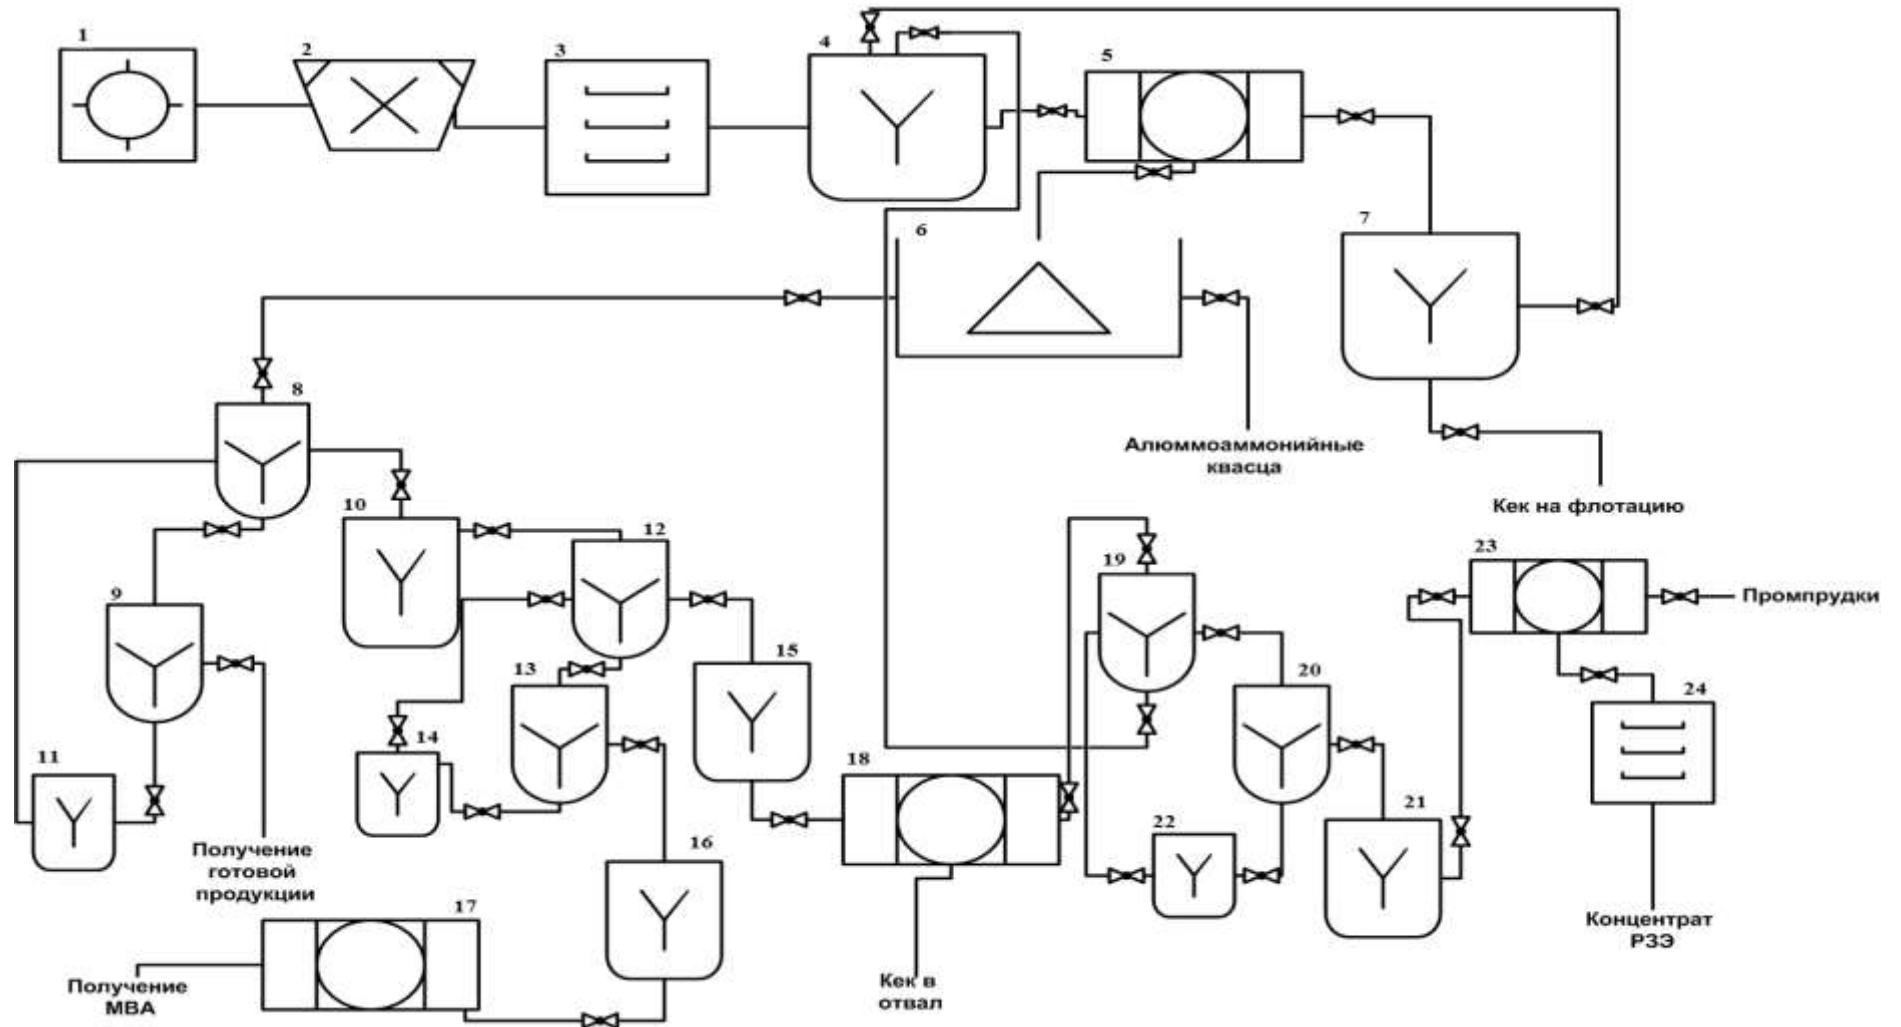 1
2
3
4
5
6
7
Алюммоаммонийные
квасца
Кек на флотацию
8
9
10
11
12
13
14
15
16
17
18
19
20
21
22
23
24
Промпрудки
Получение
готовой
продукции
Получение
МВА
Кек в
отвал
Концентрат
РЗЭ